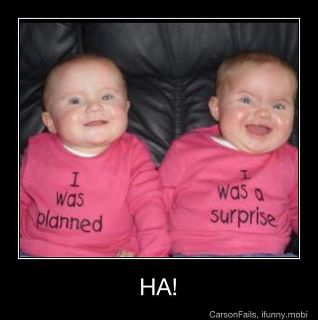 I
was
planned
I
was a
surprise
HA!
CarsonFails, ifunny.mobi